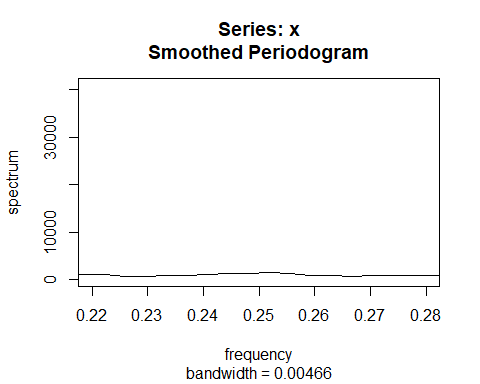 Series: x
Smoothed Periodogram
spectrum
30000
10000
0
0.22 0.23 0.24 0.25 0.26 0.27 0.28
frequency
bandwidth = 0.00466